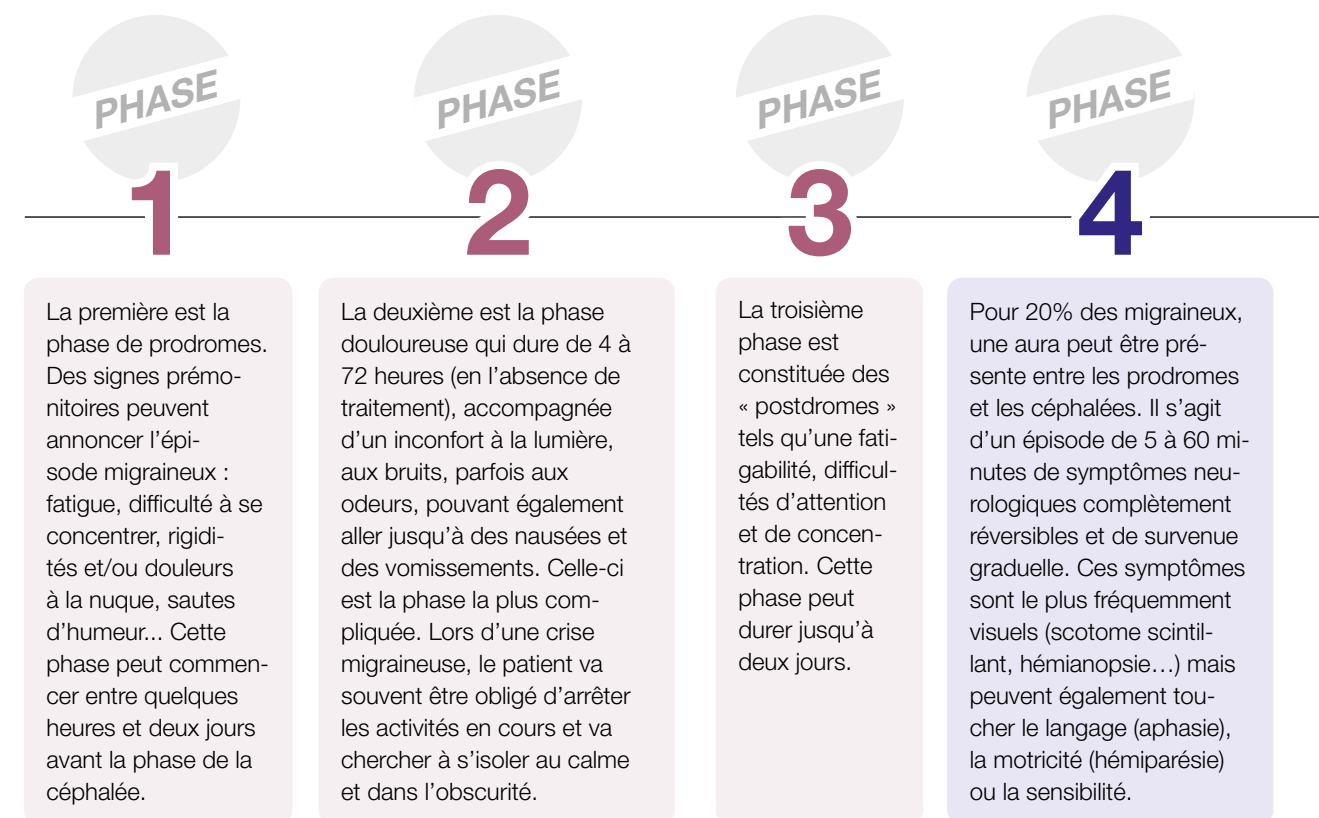 PHASE
1
La première est la
phase de prodromes.
Des signes prémo-
nitoires peuvent
annoncer l’épi-
sode migraineux :
fatigue, difficulté à se
concentrer, rigidi-
tés et/ou douleurs
à la nuque, sautes
d’humeur... Cette
phase peut commen-
cer entre quelques
heures et deux jours
avant la phase de la
céphalée.
PHASE
2
La deuxième est la phase
douloureuse qui dure de 4 à
72 heures (en l’absence de
traitement), accompagnée
d’un inconfort à la lumière,
aux bruits, parfois aux
odeurs, pouvant également
aller jusqu’à des nausées et
des vomissements. Celle-ci
est la phase la plus com-
pliquée. Lors d’une crise
migraineuse, le patient va
souvent être obligé d’arrêter
les activités en cours et va
chercher à s’isoler au calme
et dans l’obscurité.
PHASE
3
La troisième
phase est
constituée des
« postdromes »
tels qu’une fati-
gabilité, difficul-
tés d’attention
et de concen-
tration. Cette
phase peut
durer jusqu’à
deux jours.
PHASE
4
Pour 20% des migraineux,
une aura peut être pré-
sente entre les prodromes
et les céphalées. Il s’agit
d’un épisode de 5 à 60 mi-
nutes de symptômes neu-
rologiques complètement
réversibles et de survenue
graduelle. Ces symptômes
sont le plus fréquemment
visuels (scotome scintil-
lant, hémianopsie…) mais
peuvent également tou-
cher le langage (aphasie),
la motricité (hémiparésie)
ou la sensibilité.